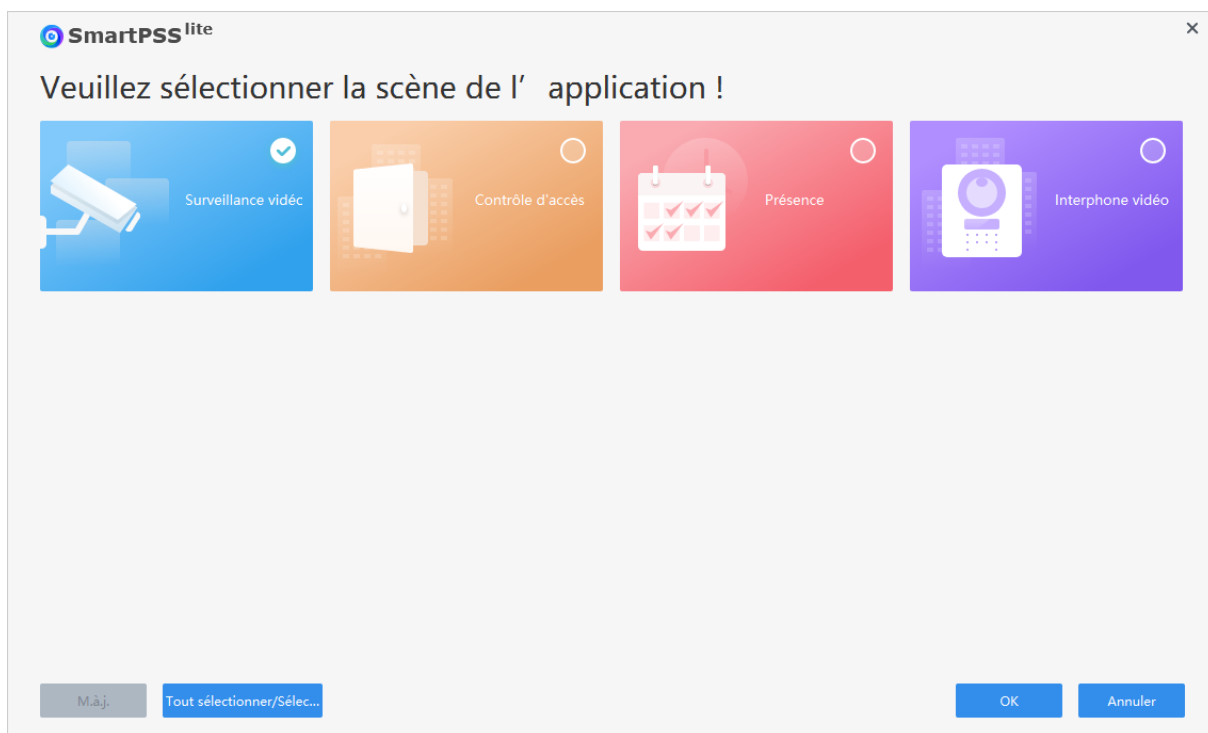 SmartPSS lite
Veuillez sélectionner la scène de l’ application !
Surveillance vidéc
Contrôle d'accès
Présence
Interphone vidéo
M.à.j.
Tout sélectionner/Sélec...
OK
Annuler